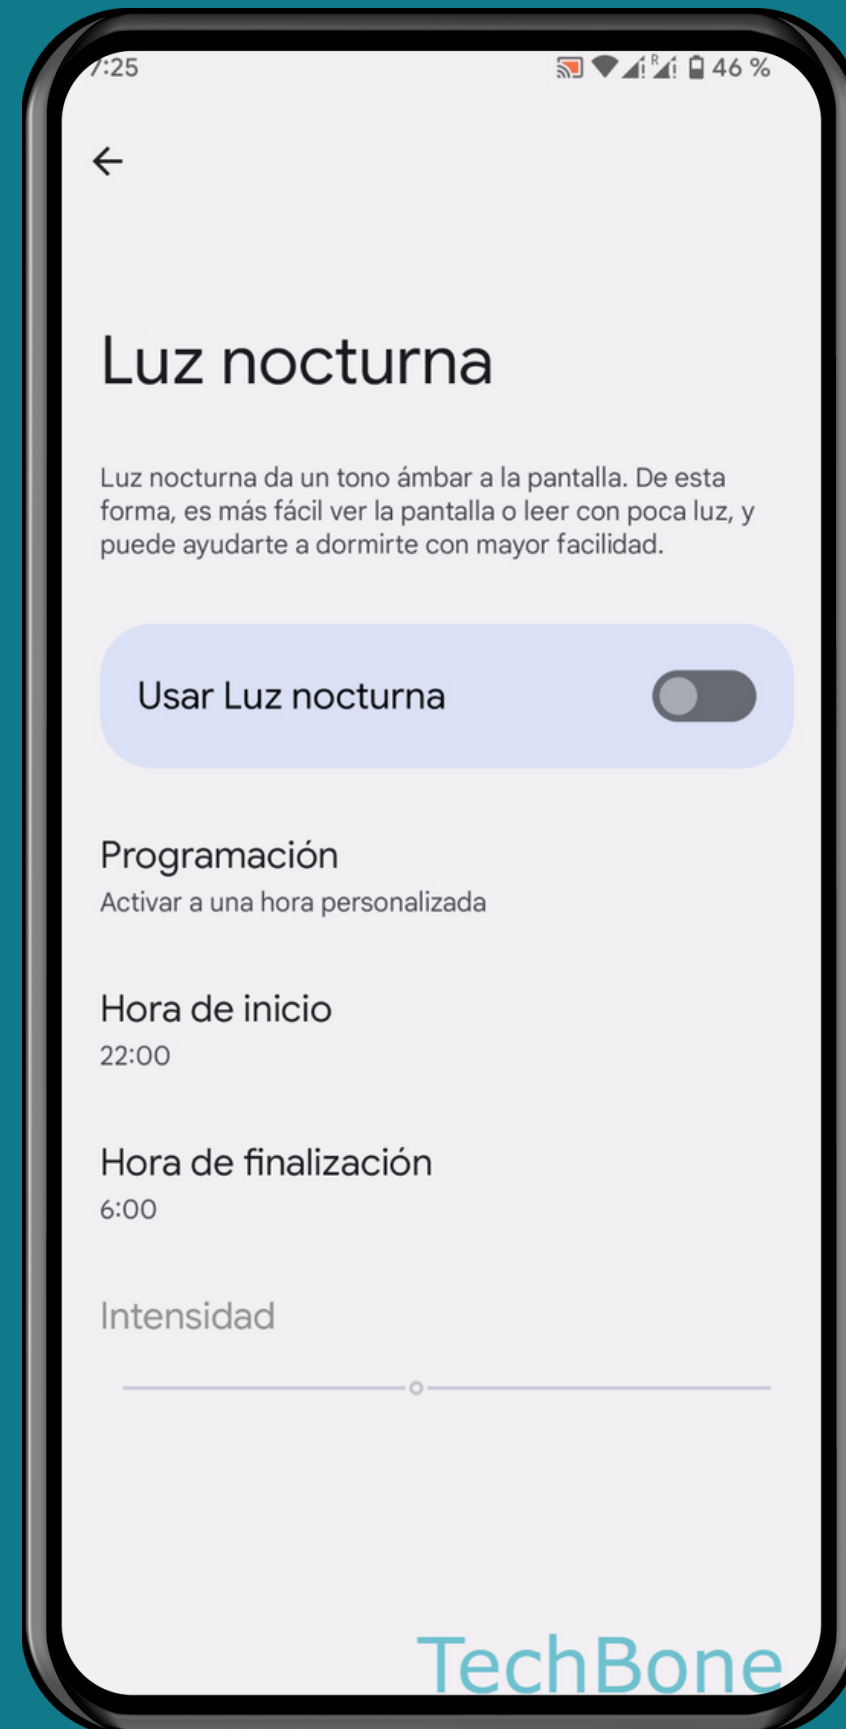 7:25 R 46 %
Luz nocturna
Luz nocturna da un tono ámbar a la pantalla. De esta
forma, es más fácil ver la pantalla o leer con poca luz, y
puede ayudarte a dormirte con mayor facilidad.
Usar Luz nocturna
Programación
Activar a una hora personalizada
Hora de inicio
22:00
Hora de finalización
6:00
Intensidad
TechBone